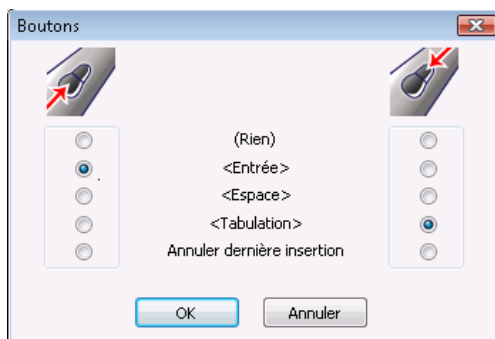 Boutons
(Rien)
<Entrée>
<Espace>
<Tabulation>
Annuler dernière insertion
OK
Annuler